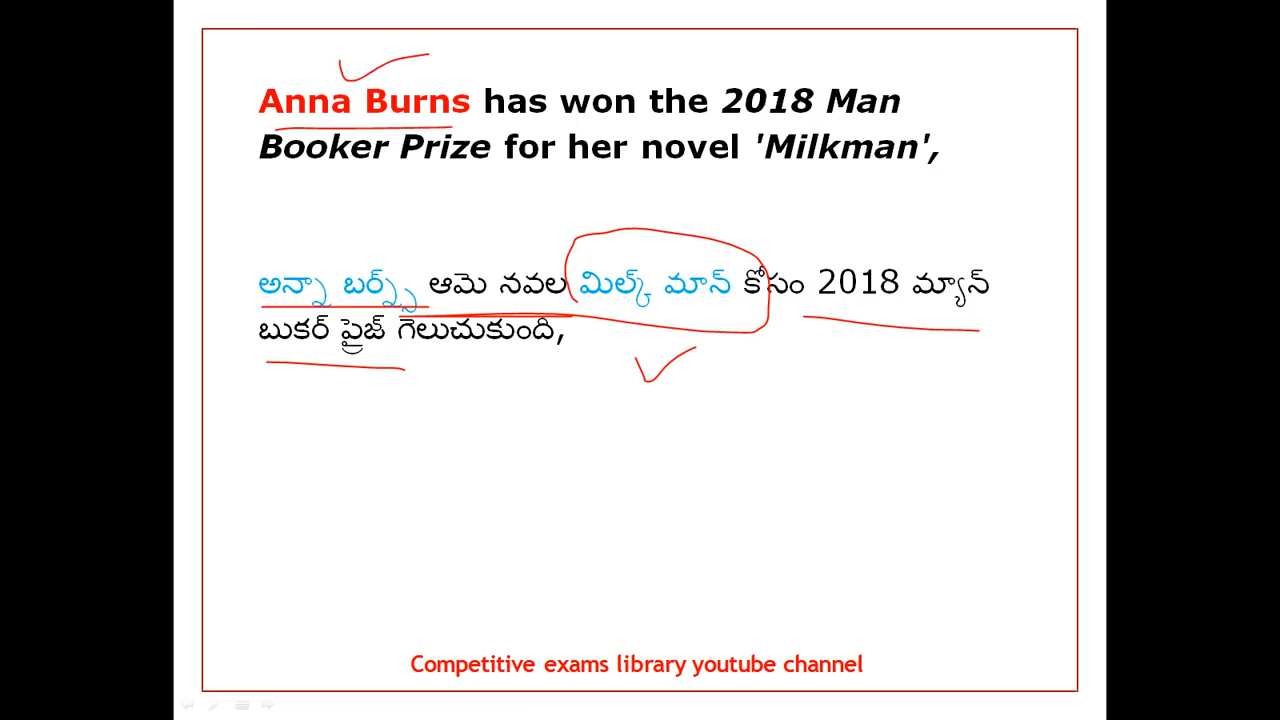 Anna Burns has won the 2018 Man
Booker Prize for her novel 'Milkman',
అన్నా బర్న్స్ ఆమె నవల మిల్క్ మాన్ కోసం 2018 మ్యాన్
బుకర్ ప్రైజ్ గెలుచుకుంది,
Competitive exams library youtube channel